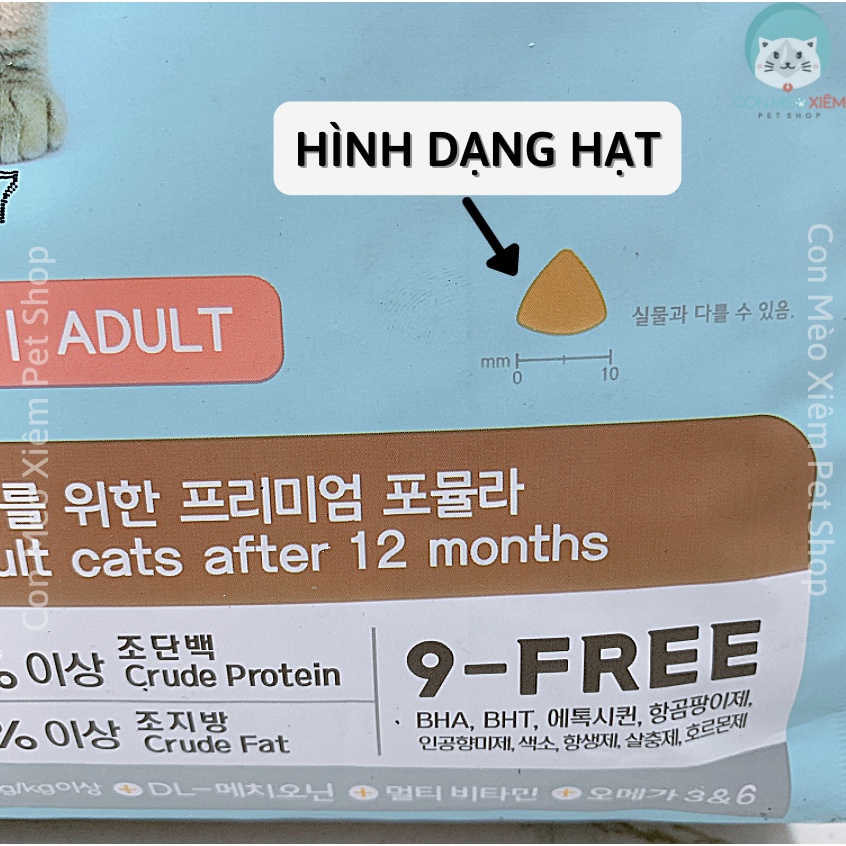 CON MÈO XIÊM
PET SHOP
HÌNH DẠNG HẠT
7
| ADULT
실물과 다를 수 있음.
mm
0
10
Con Mèo Xiêm Pet Shop
Con Mèo Xiêm Pet Shop
를 위한 프리미엄 포뮬라
ult cats after 12 months
% 이상 조단백
Crude Protein
% 이상 조지방
Crude Fat
9-FREE
BHA, BHT, 에톡시퀸, 항곰팡이제,
인공향미제, 색소, 항생제, 살충제, 호르몬제
g/kg이상 + DL-메치오닌 + 멀티 비타민 + 오메가 3 & 6